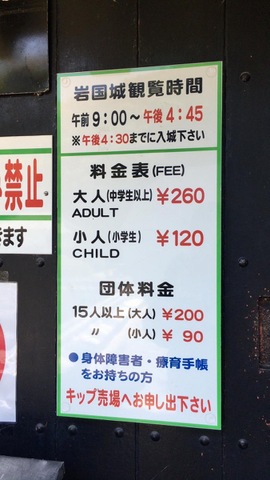 岩国城観覧時間
午前9:00〜午後4:45
※午後4:30までに入城下さい
料金表(FEE)
大人(中学生以上) ¥260
ADULT
小人(小学生) ¥120
CHILD
団体料金
15人以上(大人) ¥200
〃 (小人) ¥ 90
●身体障害者・療育手帳
をお持ちの方
キップ売場へお申し出下さい
禁止
きます